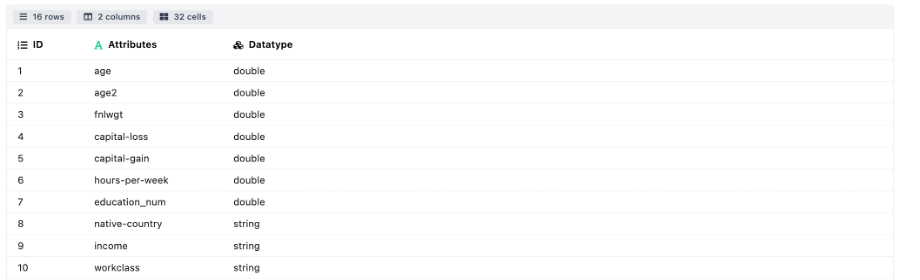 16 rows 2 columns 32 cells
ID Attributes Datatype
1 age double
2 age2 double
3 fnlwgt double
4 capital-loss double
5 capital-gain double
6 hours-per-week double
7 education_num double
8 native-country string
9 income string
10 workclass string